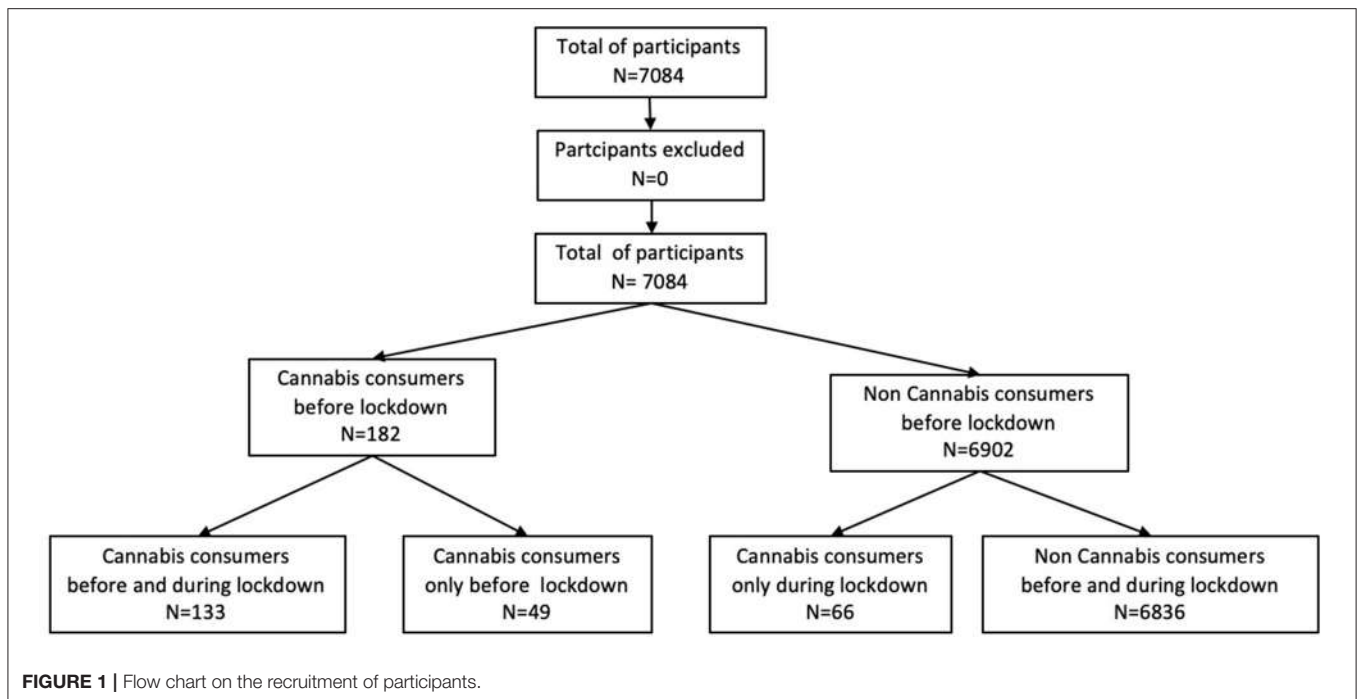 Total of participants
N=7084
Partcipants excluded
N=0
Total of participants
N= 7084
Cannabis consumers
before lockdown
N=182
Non Cannabis consumers
before lockdown
N=6902
Cannabis consumers
before and during lockdown
N=133
Cannabis consumers
only before lockdown
N=49
Cannabis consumers
only during lockdown
N=66
Non Cannabis consumers
before and during lockdown
N=6836
FIGURE 1 | Flow chart on the recruitment of participants.